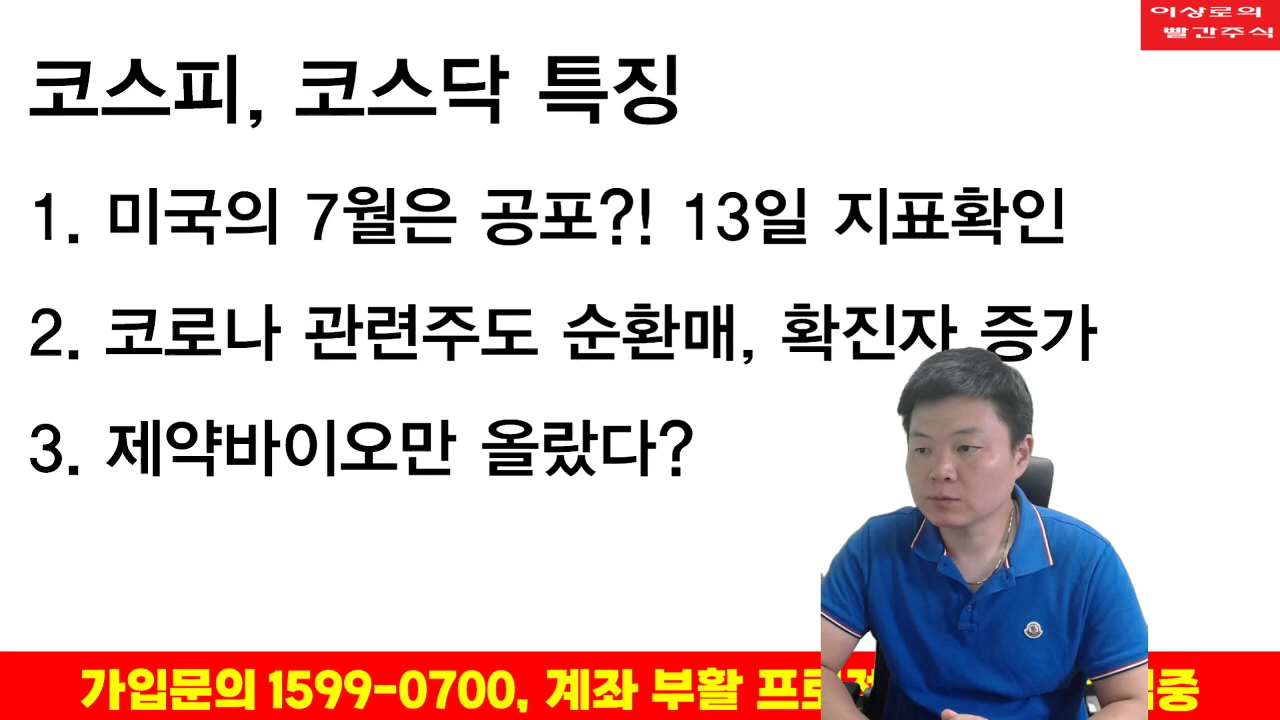 이상로의
빨간주식
코스피, 코스닥 특징
1. 미국의 7월은 공포?! 13일 지표확인
2. 코로나 관련주도 순환매, 확진자 증가
3. 제약바이오만 올랐다?
가입문의 1599-0700, 계좌 부활